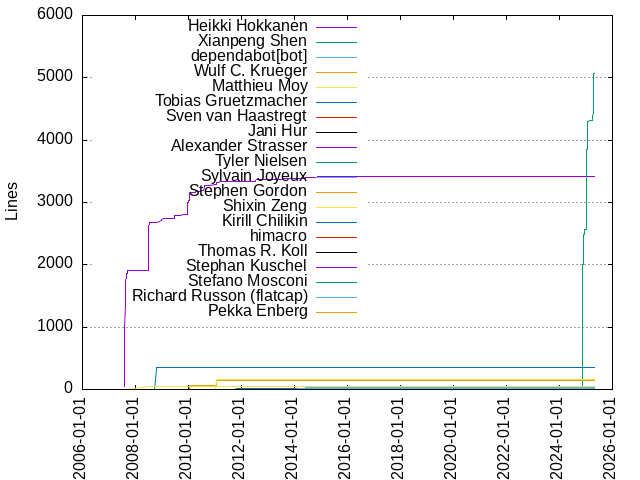 6000
5000
4000
3000
2000
1000
0
Lines
Heikki Hokkanen
Xianpeng Shen
dependabot[bot]
Wulf C. Krueger
Matthieu Moy
Tobias Gruetzmacher
Sven van Haastregt
Jani Hur
Alexander Strasser
Tyler Nielsen
Sylvain Joyeux
Stephen Gordon
Shixin Zeng
Kirill Chilikin
himacro
Thomas R. Koll
Stephan Kuschel
Stefano Mosconi
Richard Russon (flatcap)
Pekka Enberg
2006-01-01
2008-01-01
2010-01-01
2012-01-01
2014-01-01
2016-01-01
2018-01-01
2020-01-01
2022-01-01
2024-01-01
2026-01-01